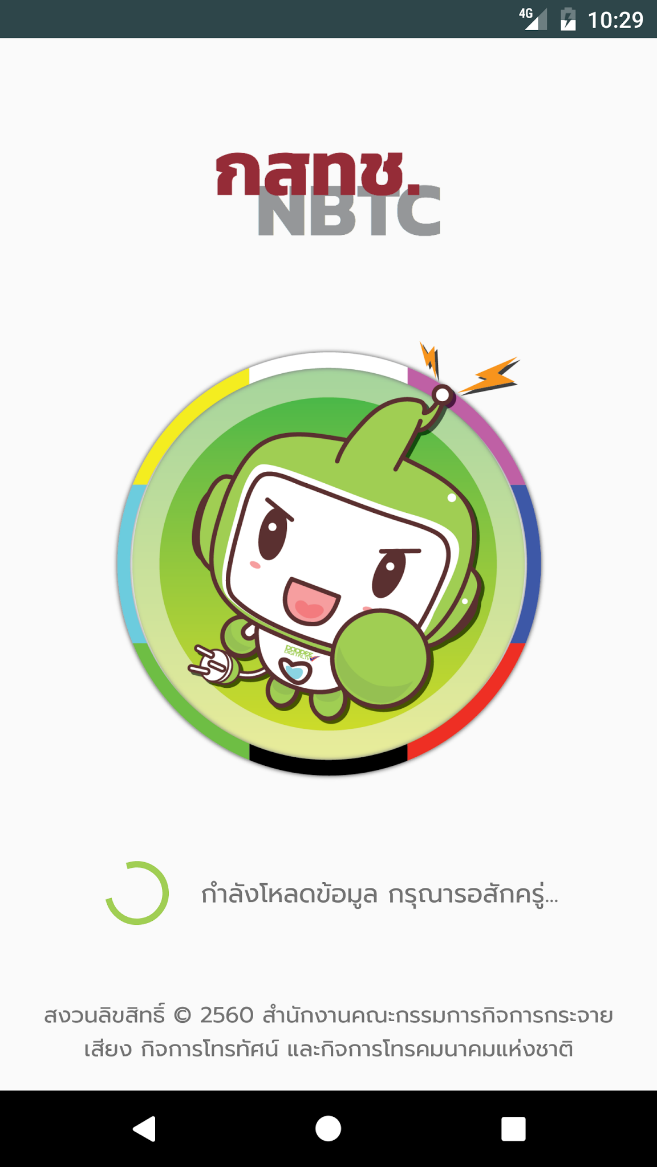 4G 10:29
กสทช.
NBTC
กำลังโหลดข้อมูล กรุณารอสักครู่...
สงวนลิขสิทธิ์ © 2560 สำนักงานคณะกรรมการกิจการกระจาย
เสียง กิจการโทรทัศน์ และกิจการโทรคมนาคมแห่งชาติ